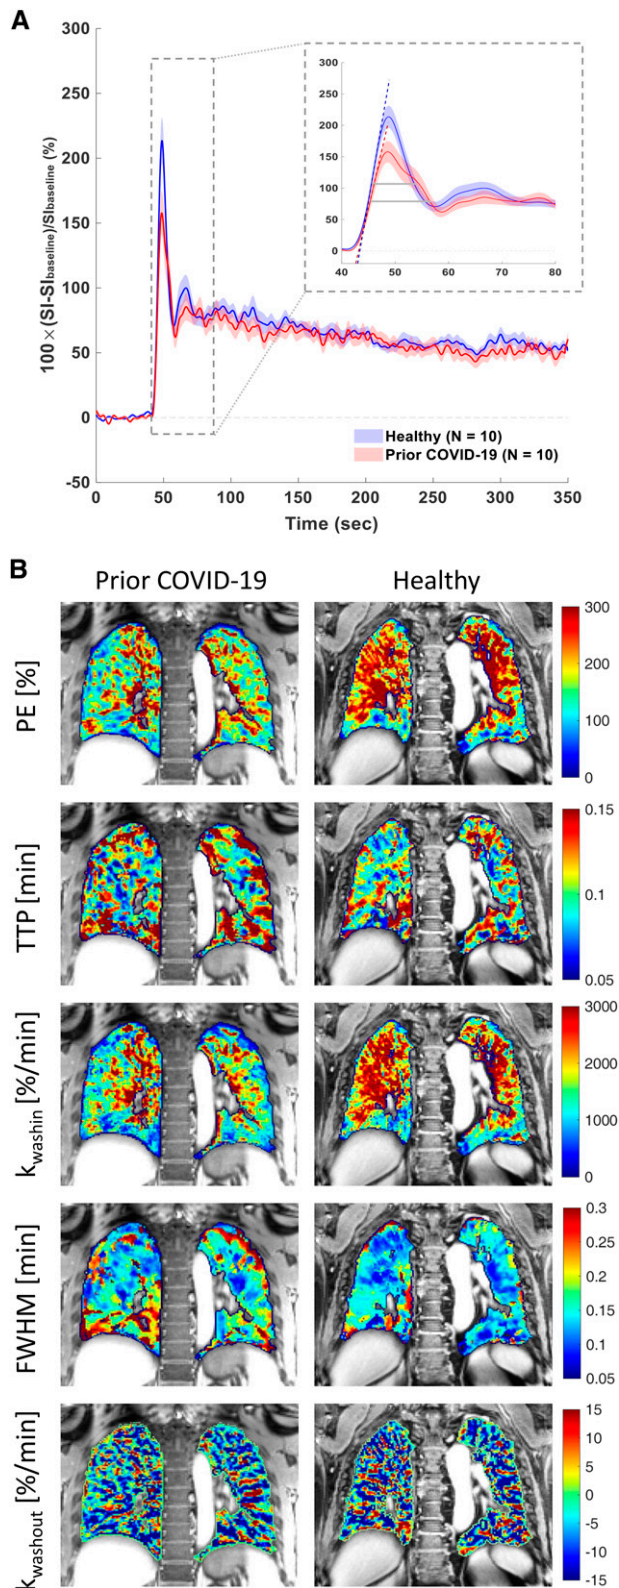 A
300
250
200
150
100
50
0
-50
100 × (SI-SIbaseline)/SIbaseline (%)
0 50 100 150 200 250 300 350
Time (sec)
300
250
200
150
100
50
0
40 50 60 70 80
Healthy (N = 10)
Prior COVID-19 (N = 10)
B
Prior COVID-19 Healthy
PE [%]
300
200
100
0
TTP [min]
0.15
0.1
0.05
kwashin [%/min]
3000
2000
1000
0
FWHM [min]
0.3
0.25
0.2
0.15
0.1
0.05
kwashout [%/min]
15
10
5
0
-5
-10
-15